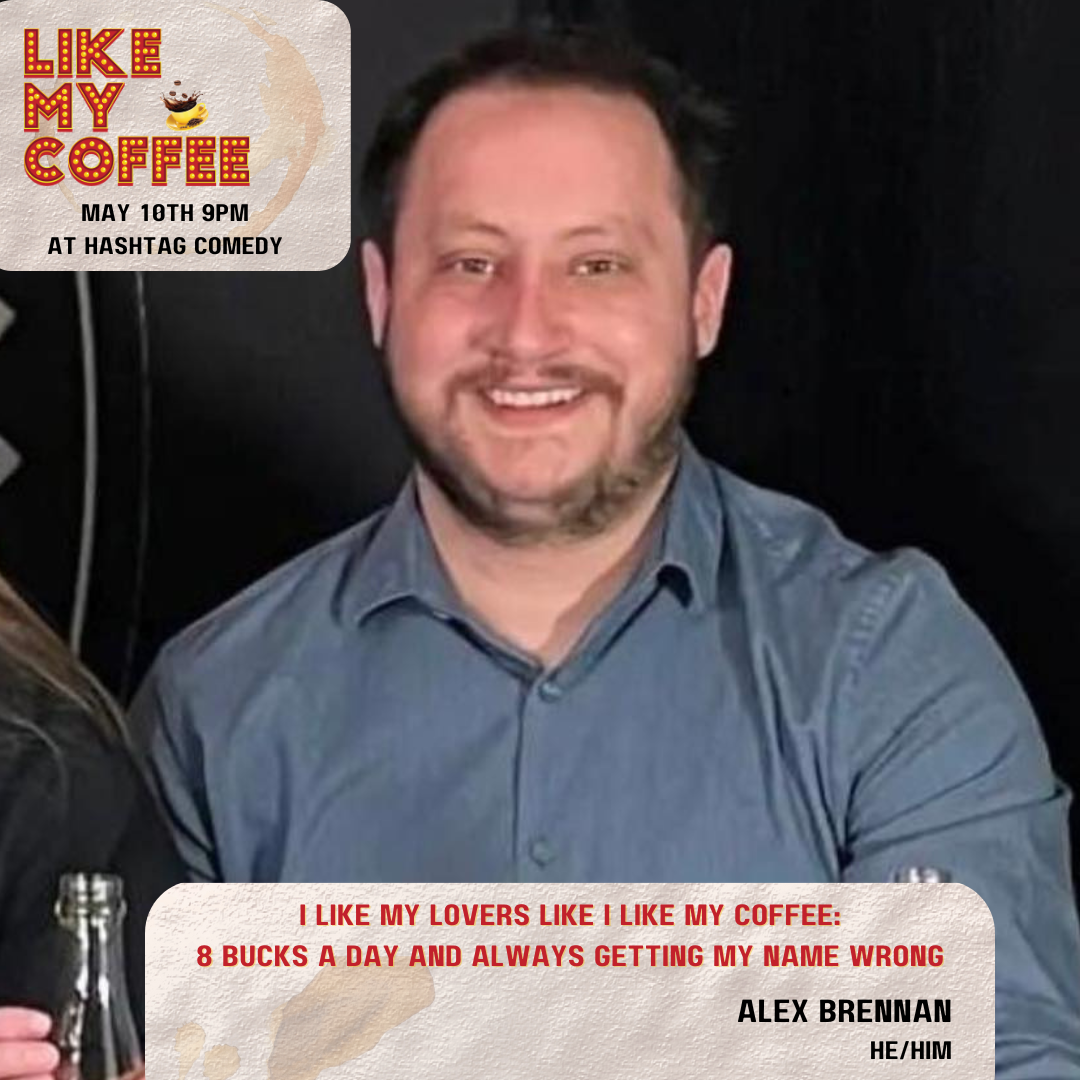 LIKE
MY
COFFEE
MAY 10TH 9PM
AT HASHTAG COMEDY
I LIKE MY LOVERS LIKE I LIKE MY COFFEE:
8 BUCKS A DAY AND ALWAYS GETTING MY NAME WRONG
ALEX BRENNAN
HE/HIM